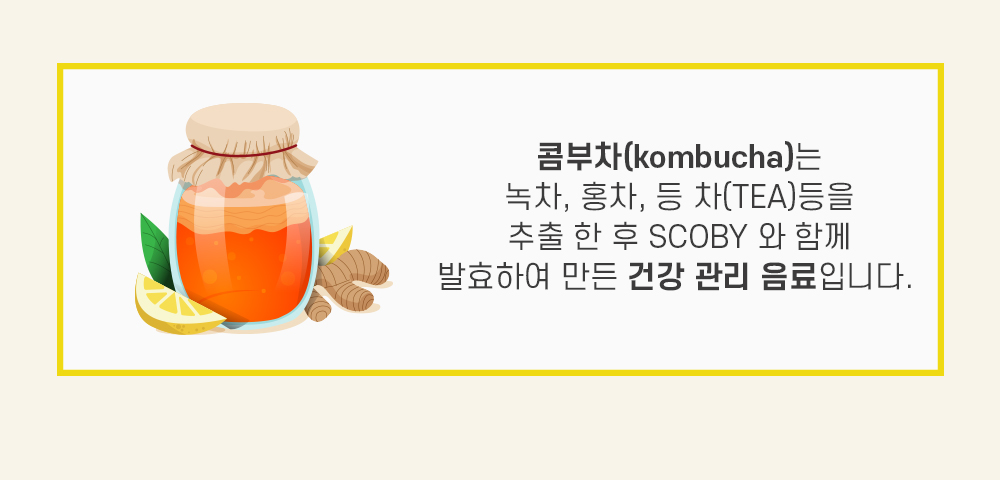 콤부차(kombucha)는
녹차, 홍차, 등 차(TEA)등을
추출 한 후 SCOBY 와 함께
발효하여 만든 건강 관리 음료입니다.